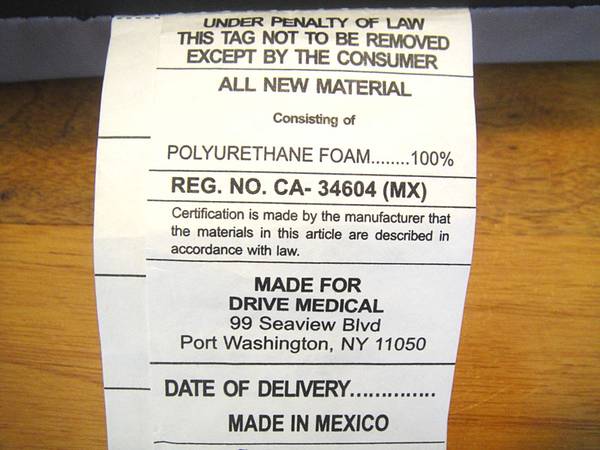 UNDER PENALTY OF LAW
THIS TAG NOT TO BE REMOVED
EXCEPT BY THE CONSUMER
ALL NEW MATERIAL
Consisting of
POLYURETHANE FOAM........100%
REG. NO. CA- 34604 (MX)
Certification is made by the manufacturer that
the materials in this article are described in
accordance with law.
MADE FOR
DRIVE MEDICAL
99 Seaview Blvd
Port Washington, NY 11050
DATE OF DELIVERY..............
MADE IN MEXICO